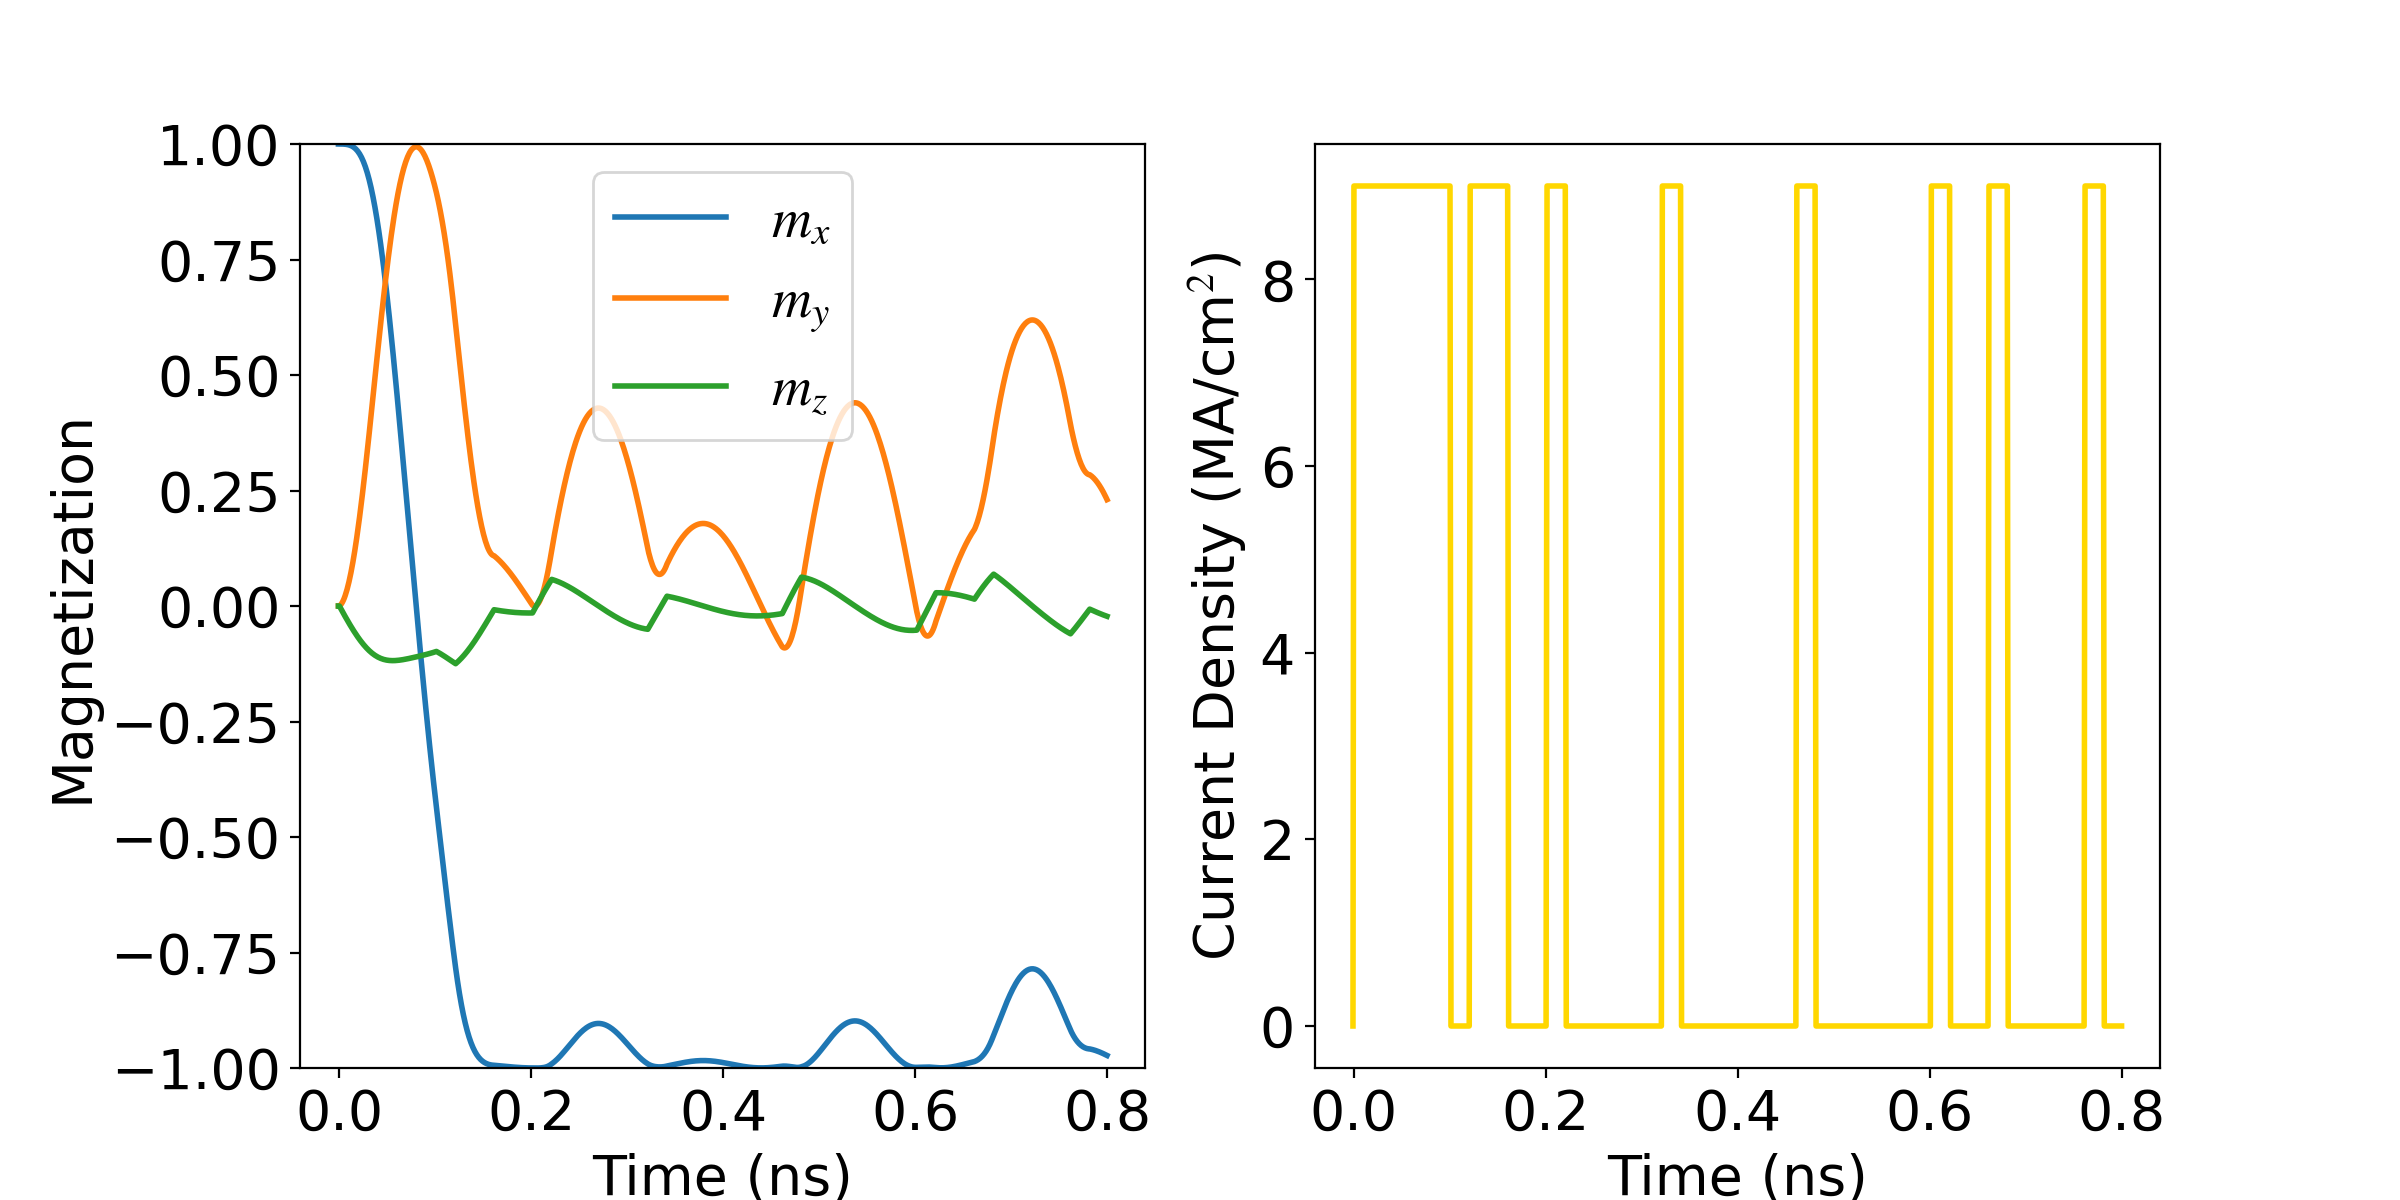 Magnetization
1.00
0.75
0.50
0.25
0.00
−0.25
−0.50
−0.75
−1.00
0.0 0.2 0.4 0.6 0.8
Time (ns)
m_x
m_y
m_z
Current Density (MA/cm²)
8
6
4
2
0
0.0 0.2 0.4 0.6 0.8
Time (ns)